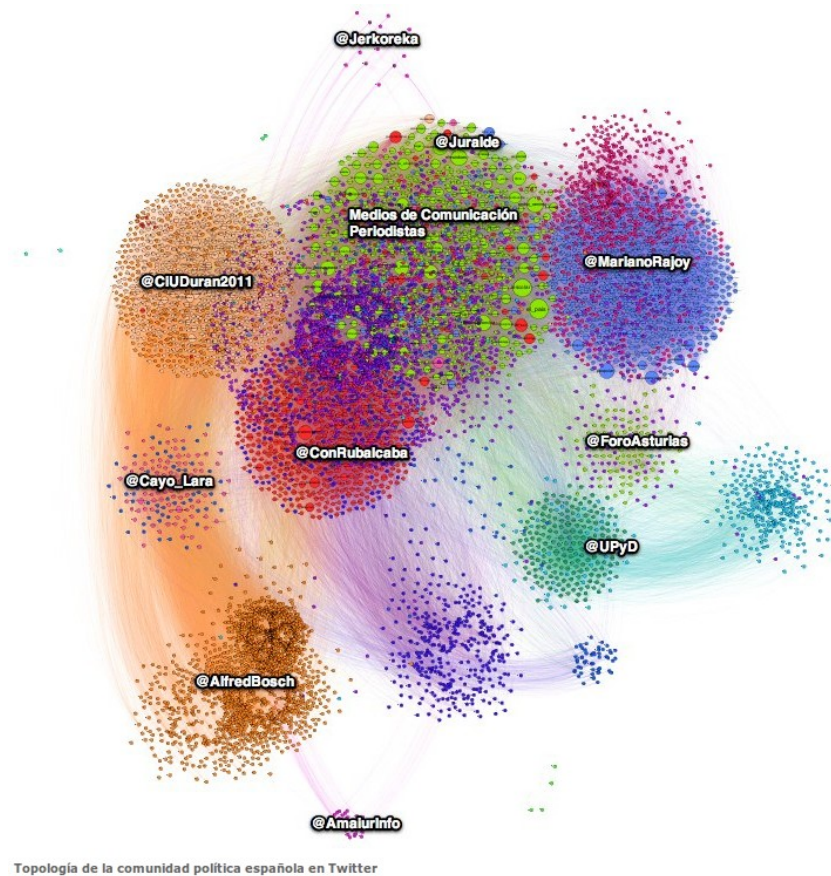 @Jerkoreka
@Juralde
Medios de Comunicación
Periodistas
@CiUDuran2011
@MarianoRajoy
@ConRubalcaba
@ForoAsturias
@Cayo_Lara
@UPyD
@AlfredBosch
@AmaiurInfo
Topología de la comunidad política española en Twitter